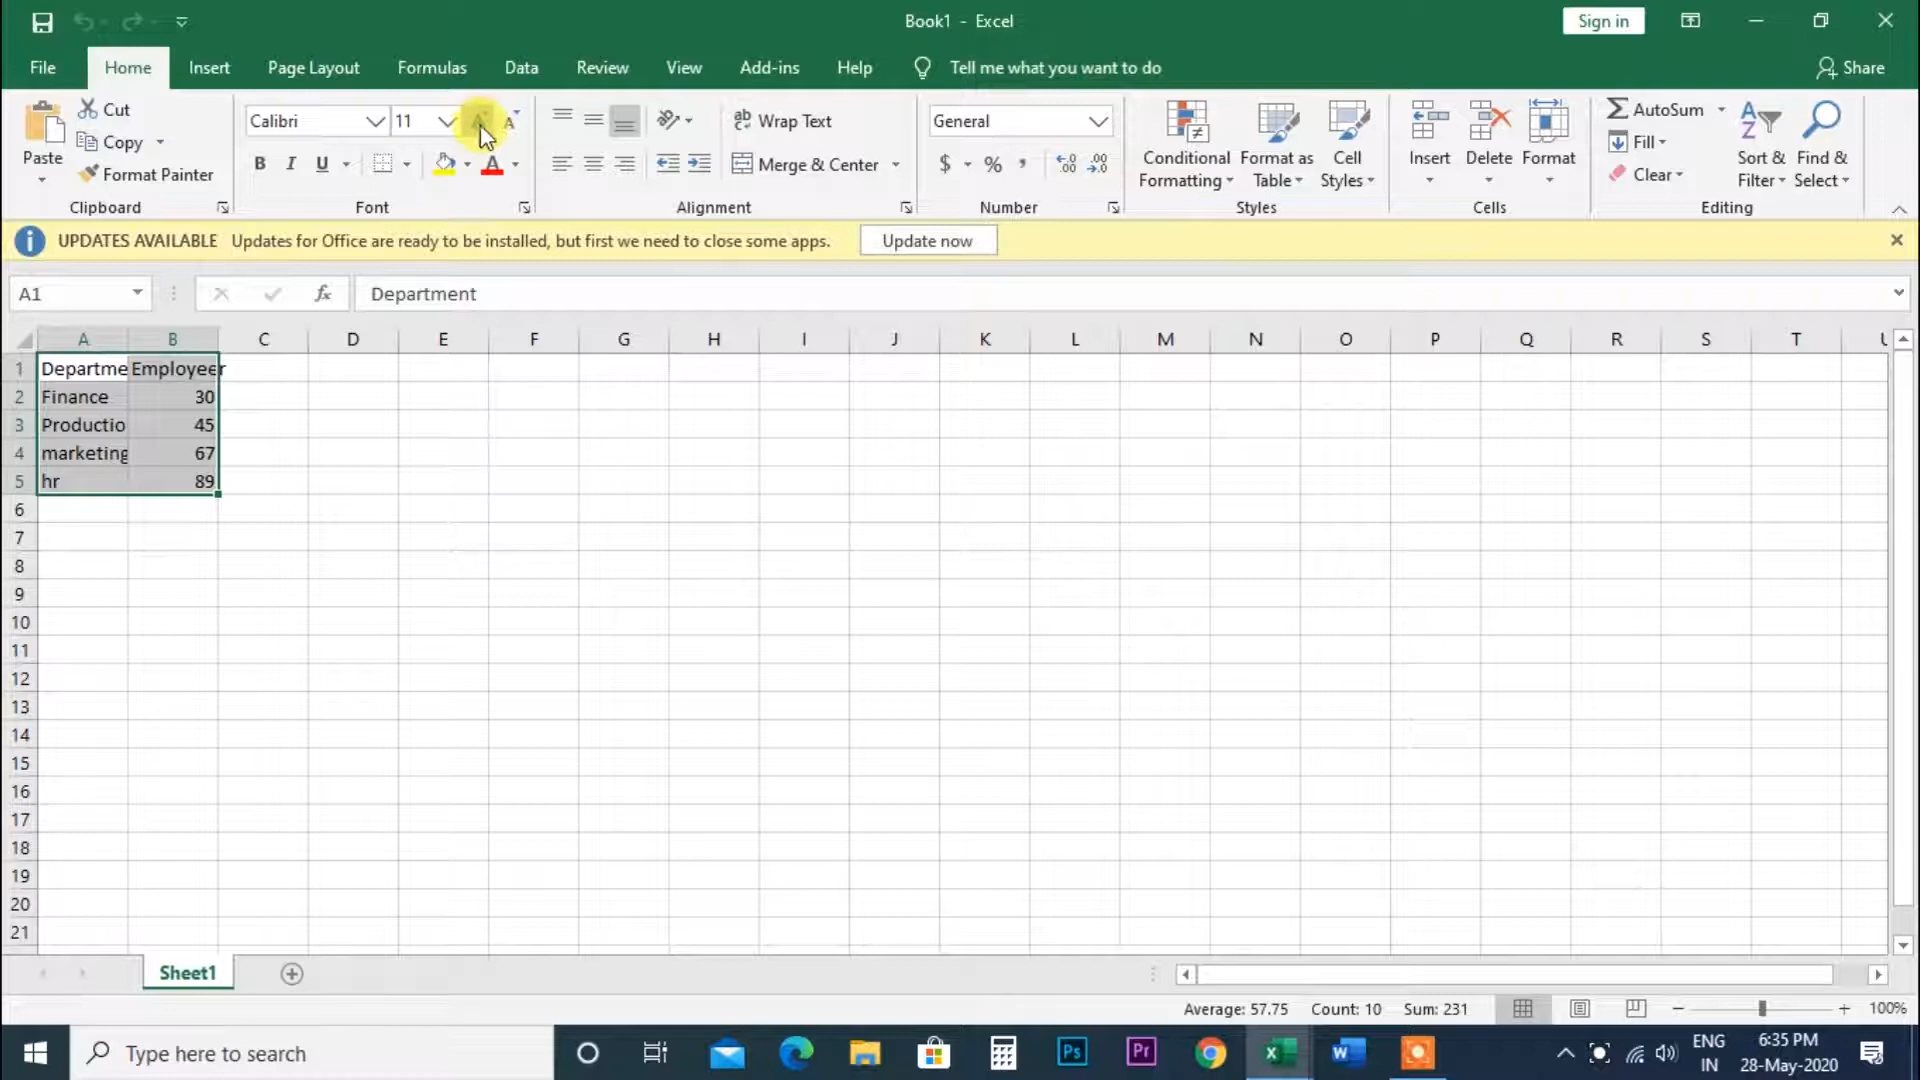 Book1 - Excel
Sign in
File Home Insert Page Layout Formulas Data Review View Add-ins Help Tell me what you want to do Share
Paste
Cut
Copy
Format Painter
Clipboard
Calibri 11
B I U A
Font
Wrap Text
Merge & Center
Alignment
General
$ % ,
Number
Conditional Formatting
Format as Table
Cell Styles
Styles
Insert Delete Format
Cells
AutoSum
Fill
Clear
Sort & Filter
Find & Select
Editing
UPDATES AVAILABLE Updates for Office are ready to be installed, but first we need to close some apps. Update now
A1 fx Department
A B C D E F G H I J K L M N O P Q R S T
1 Departme Employeer
2 Finance 30
3 Productio 45
4 marketing 67
5 hr 89
6
7
8
9
10
11
12
13
14
15
16
17
18
19
20
21
Sheet1
Average: 57.75 Count: 10 Sum: 231 100%
Type here to search
Ps Pr
ENG
IN
6:35 PM
28-May-2020